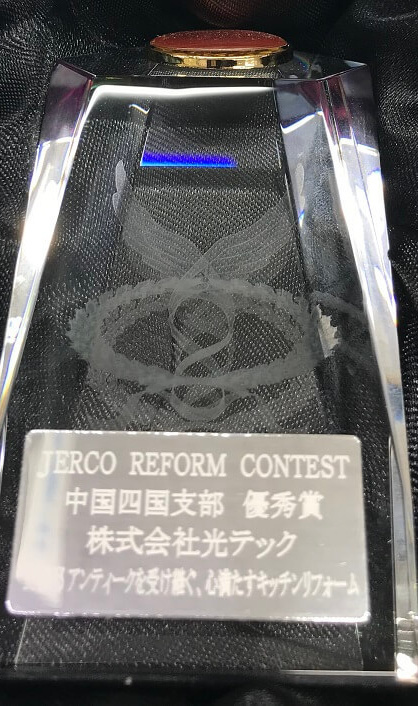 JERCO REFORM CONTEST
中国四国支部 優秀賞
株式会社光テック
アンティークを受け継ぐ、心満たすキッチンリフォーム